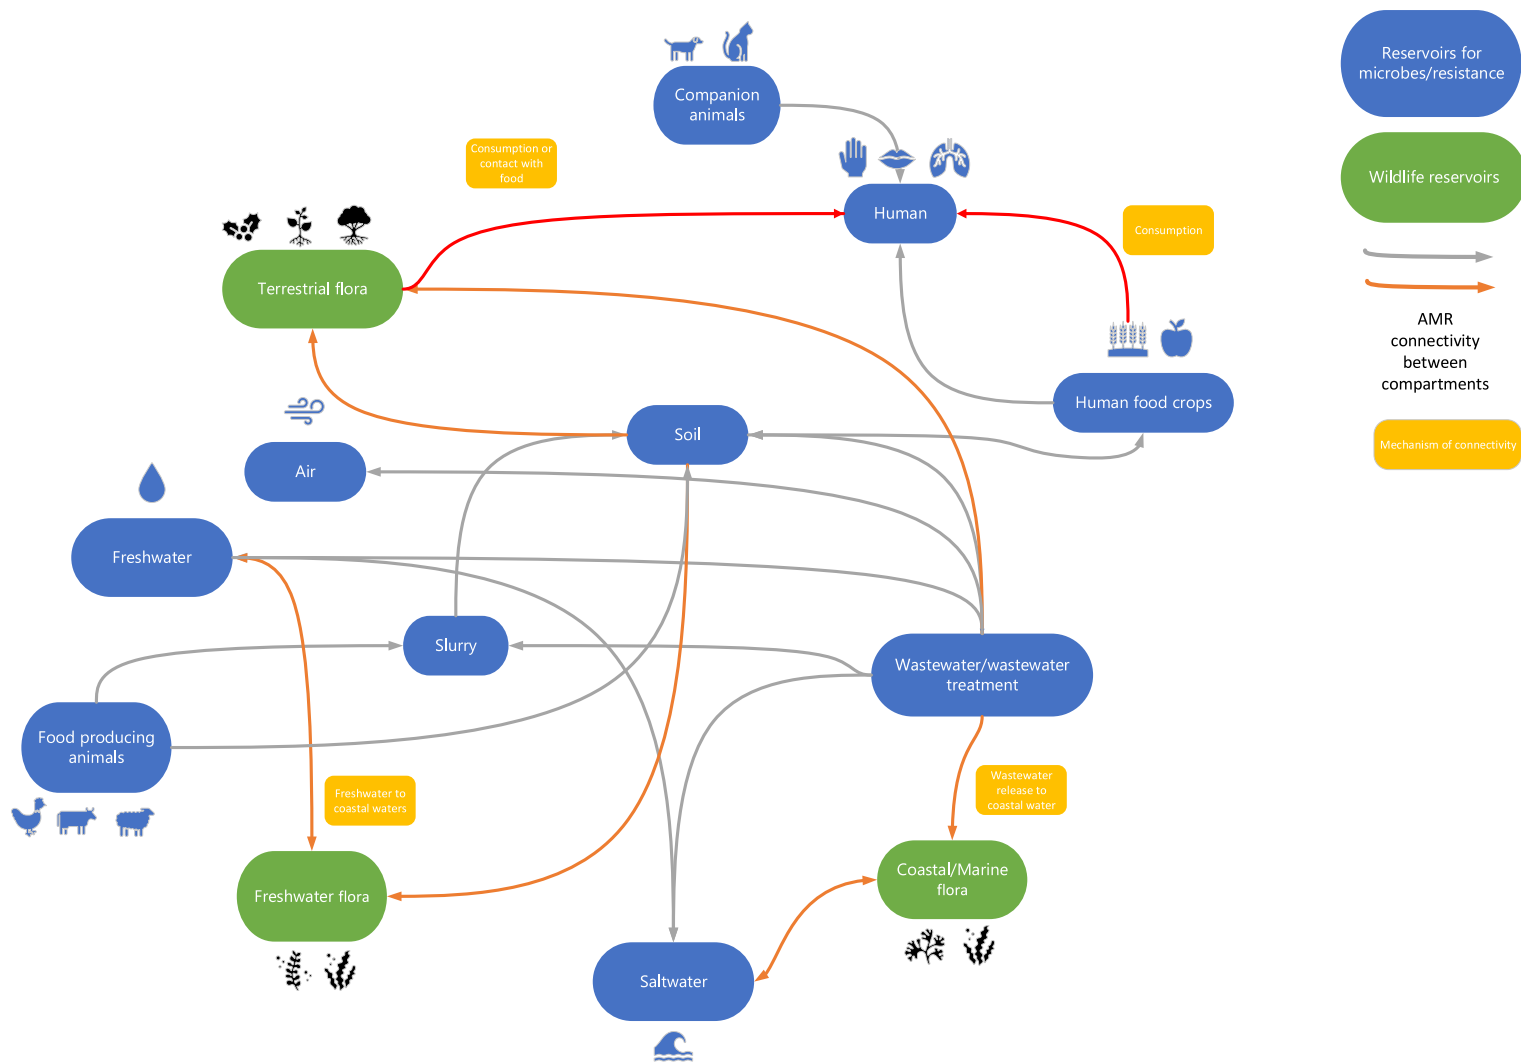 Companion
animals
Reservoirs for
microbes/resistance
Consumption or
contact with
food
Wildlife reservoirs
Human
Consumption
Terrestrial flora
AMR
connectivity
between
compartments
Human food crops
Soil
Mechanism of connectivity
Air
Freshwater
Slurry
Wastewater/wastewater
treatment
Food producing
animals
Freshwater to
coastal waters
Wastewater
release to
coastal water
Coastal/Marine
flora
Freshwater flora
Saltwater